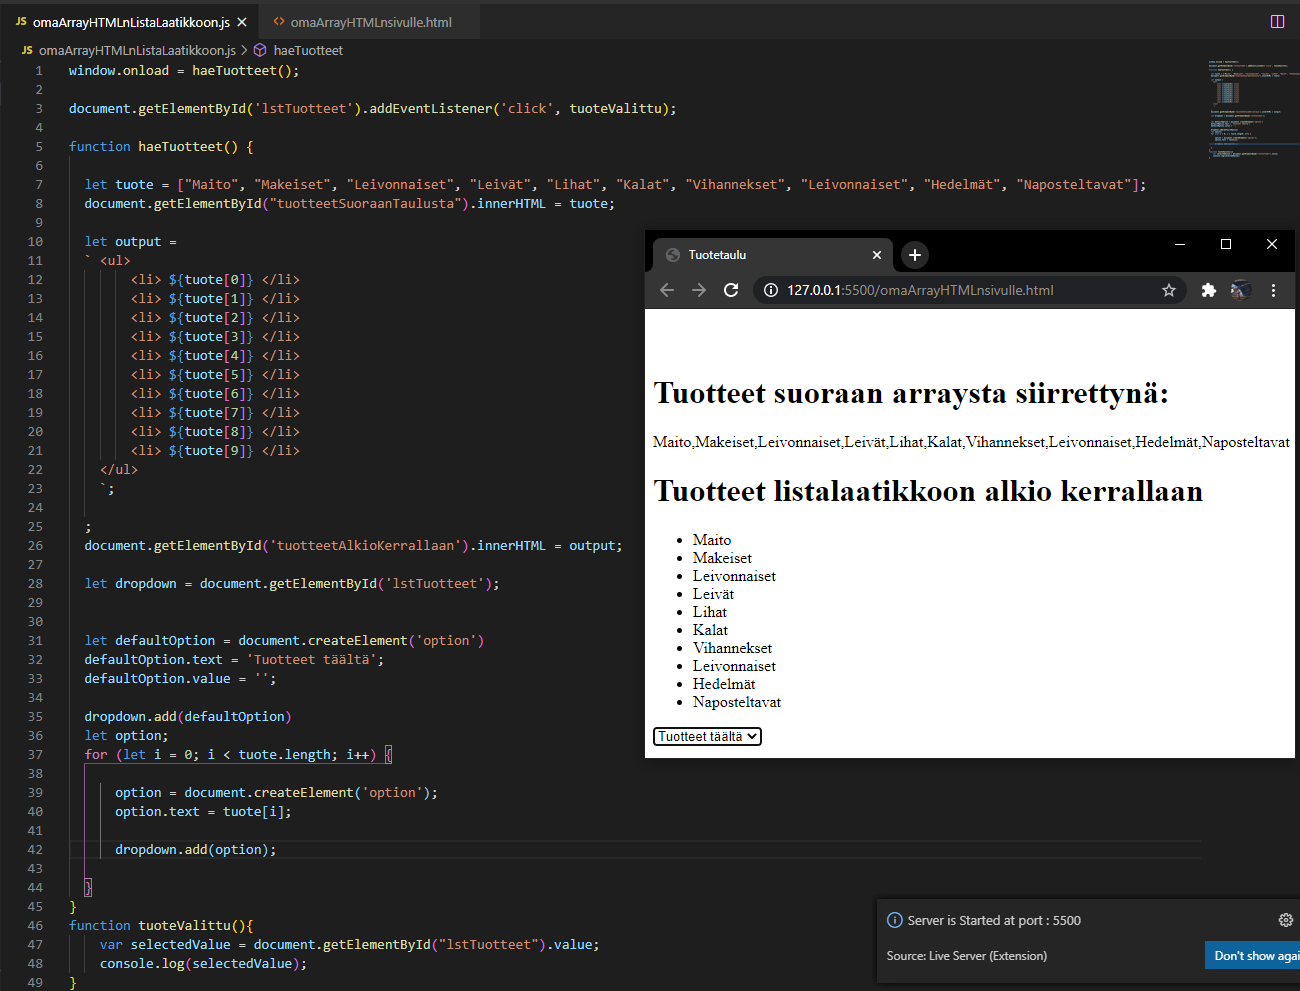 JS omaArrayHTMLnListaLaatikkoon.js ×
<> omaArrayHTMLnsivulle.html
JS omaArrayHTMLnListaLaatikkoon.js > haeTuotteet
1 window.onload = haeTuotteet();
2
3 document.getElementById('lstTuotteet').addEventListener('click', tuoteValittu);
4
5 function haeTuotteet() {
6
7 let tuote = ["Maito", "Makeiset", "Leivonnaiset", "Leivät", "Lihat", "Kalat", "Vihannekset", "Leivonnaiset", "Hedelmät", "Naposteltavat"];
8 document.getElementById("tuotteetSuoraanTaulusta").innerHTML = tuote;
9
10 let output =
11 ` <ul>
12 <li> ${tuote[0]} </li>
13 <li> ${tuote[1]} </li>
14 <li> ${tuote[2]} </li>
15 <li> ${tuote[3]} </li>
16 <li> ${tuote[4]} </li>
17 <li> ${tuote[5]} </li>
18 <li> ${tuote[6]} </li>
19 <li> ${tuote[7]} </li>
20 <li> ${tuote[8]} </li>
21 <li> ${tuote[9]} </li>
22 </ul>
23 `;
24
25 ;
26 document.getElementById('tuotteetAlkioKerrallaan').innerHTML = output;
27
28 let dropdown = document.getElementById('lstTuotteet');
29
30
31 let defaultOption = document.createElement('option')
32 defaultOption.text = 'Tuotteet täältä';
33 defaultOption.value = '';
34
35 dropdown.add(defaultOption)
36 let option;
37 for (let i = 0; i < tuote.length; i++) {
38
39 option = document.createElement('option');
40 option.text = tuote[i];
41
42 dropdown.add(option);
43
44 }
45 }
46 function tuoteValittu(){
47 var selectedValue = document.getElementById("lstTuotteet").value;
48 console.log(selectedValue);
49 }
Tuotetaulu
127.0.0.1:5500/omaArrayHTMLnsivulle.html
Tuotteet suoraan arraysta siirrettynä:
Maito,Makeiset,Leivonnaiset,Leivät,Lihat,Kalat,Vihannekset,Leivonnaiset,Hedelmät,Naposteltavat
Tuotteet listalaatikkoon alkio kerrallaan
• Maito
• Makeiset
• Leivonnaiset
• Leivät
• Lihat
• Kalat
• Vihannekset
• Leivonnaiset
• Hedelmät
• Naposteltavat
Tuotteet täältä
Server is Started at port : 5500
Source: Live Server (Extension)
Don't show agai